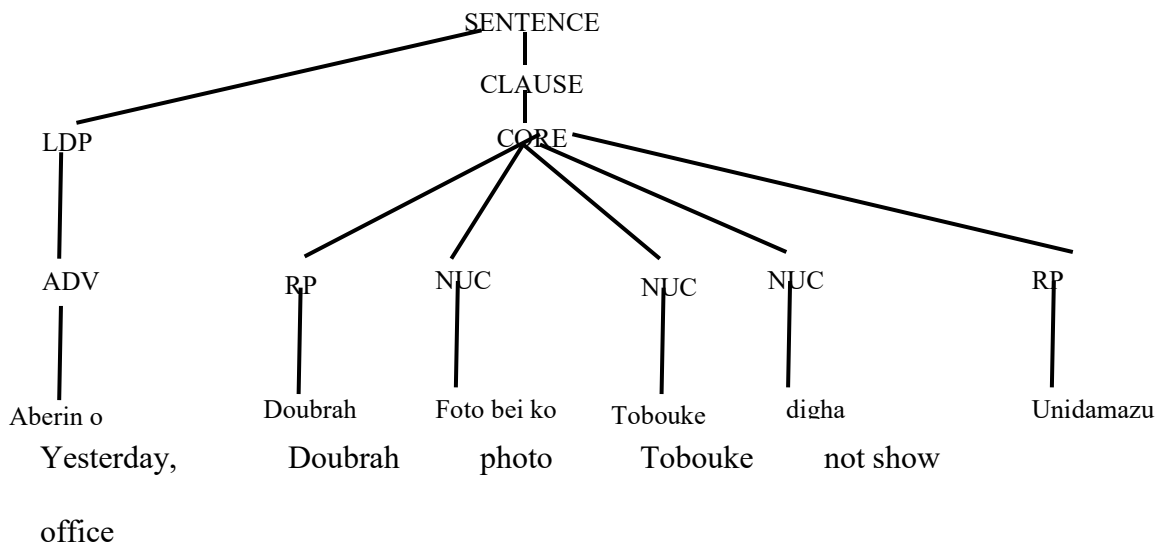 SENTENCE
CLAUSE
CORE
LDP
ADV RP NUC NUC NUC RP
Aberin o Doubrah Foto bei ko Tobouke digha Unidamazu
Yesterday, Doubrah photo Tobouke not show
office